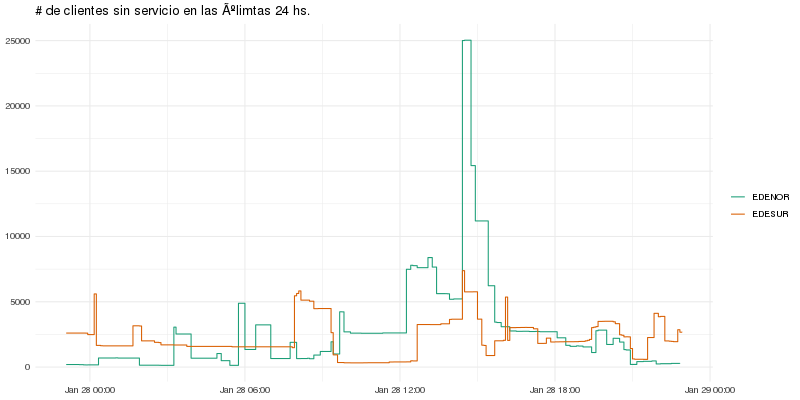 # de clientes sin servicio en las Ãºlimtas 24 hs.
25000
20000
15000
10000
5000
0
Jan 28 00:00
Jan 28 06:00
Jan 28 12:00
Jan 28 18:00
Jan 29 00:00
EDENOR
EDESUR